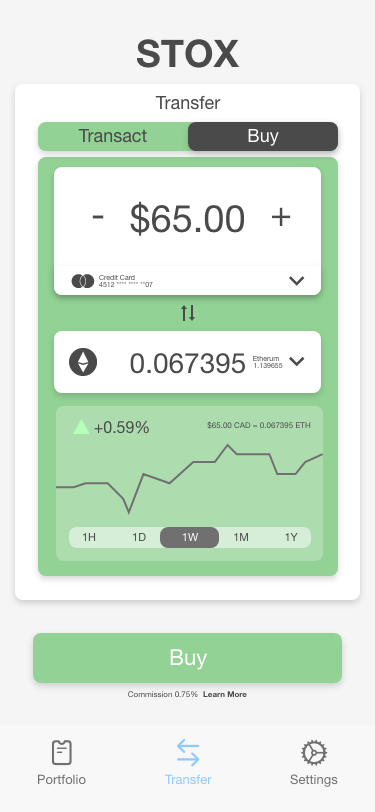 STOX
Transfer
Transact Buy
- $65.00 +
Credit Card
4512 **** **** **07
0.067395 Etherum
1.139655
+0.59% $65.00 CAD = 0.067395 ETH
1H 1D 1W 1M 1Y
Buy
Commission 0.75% Learn More
Portfolio Transfer Settings